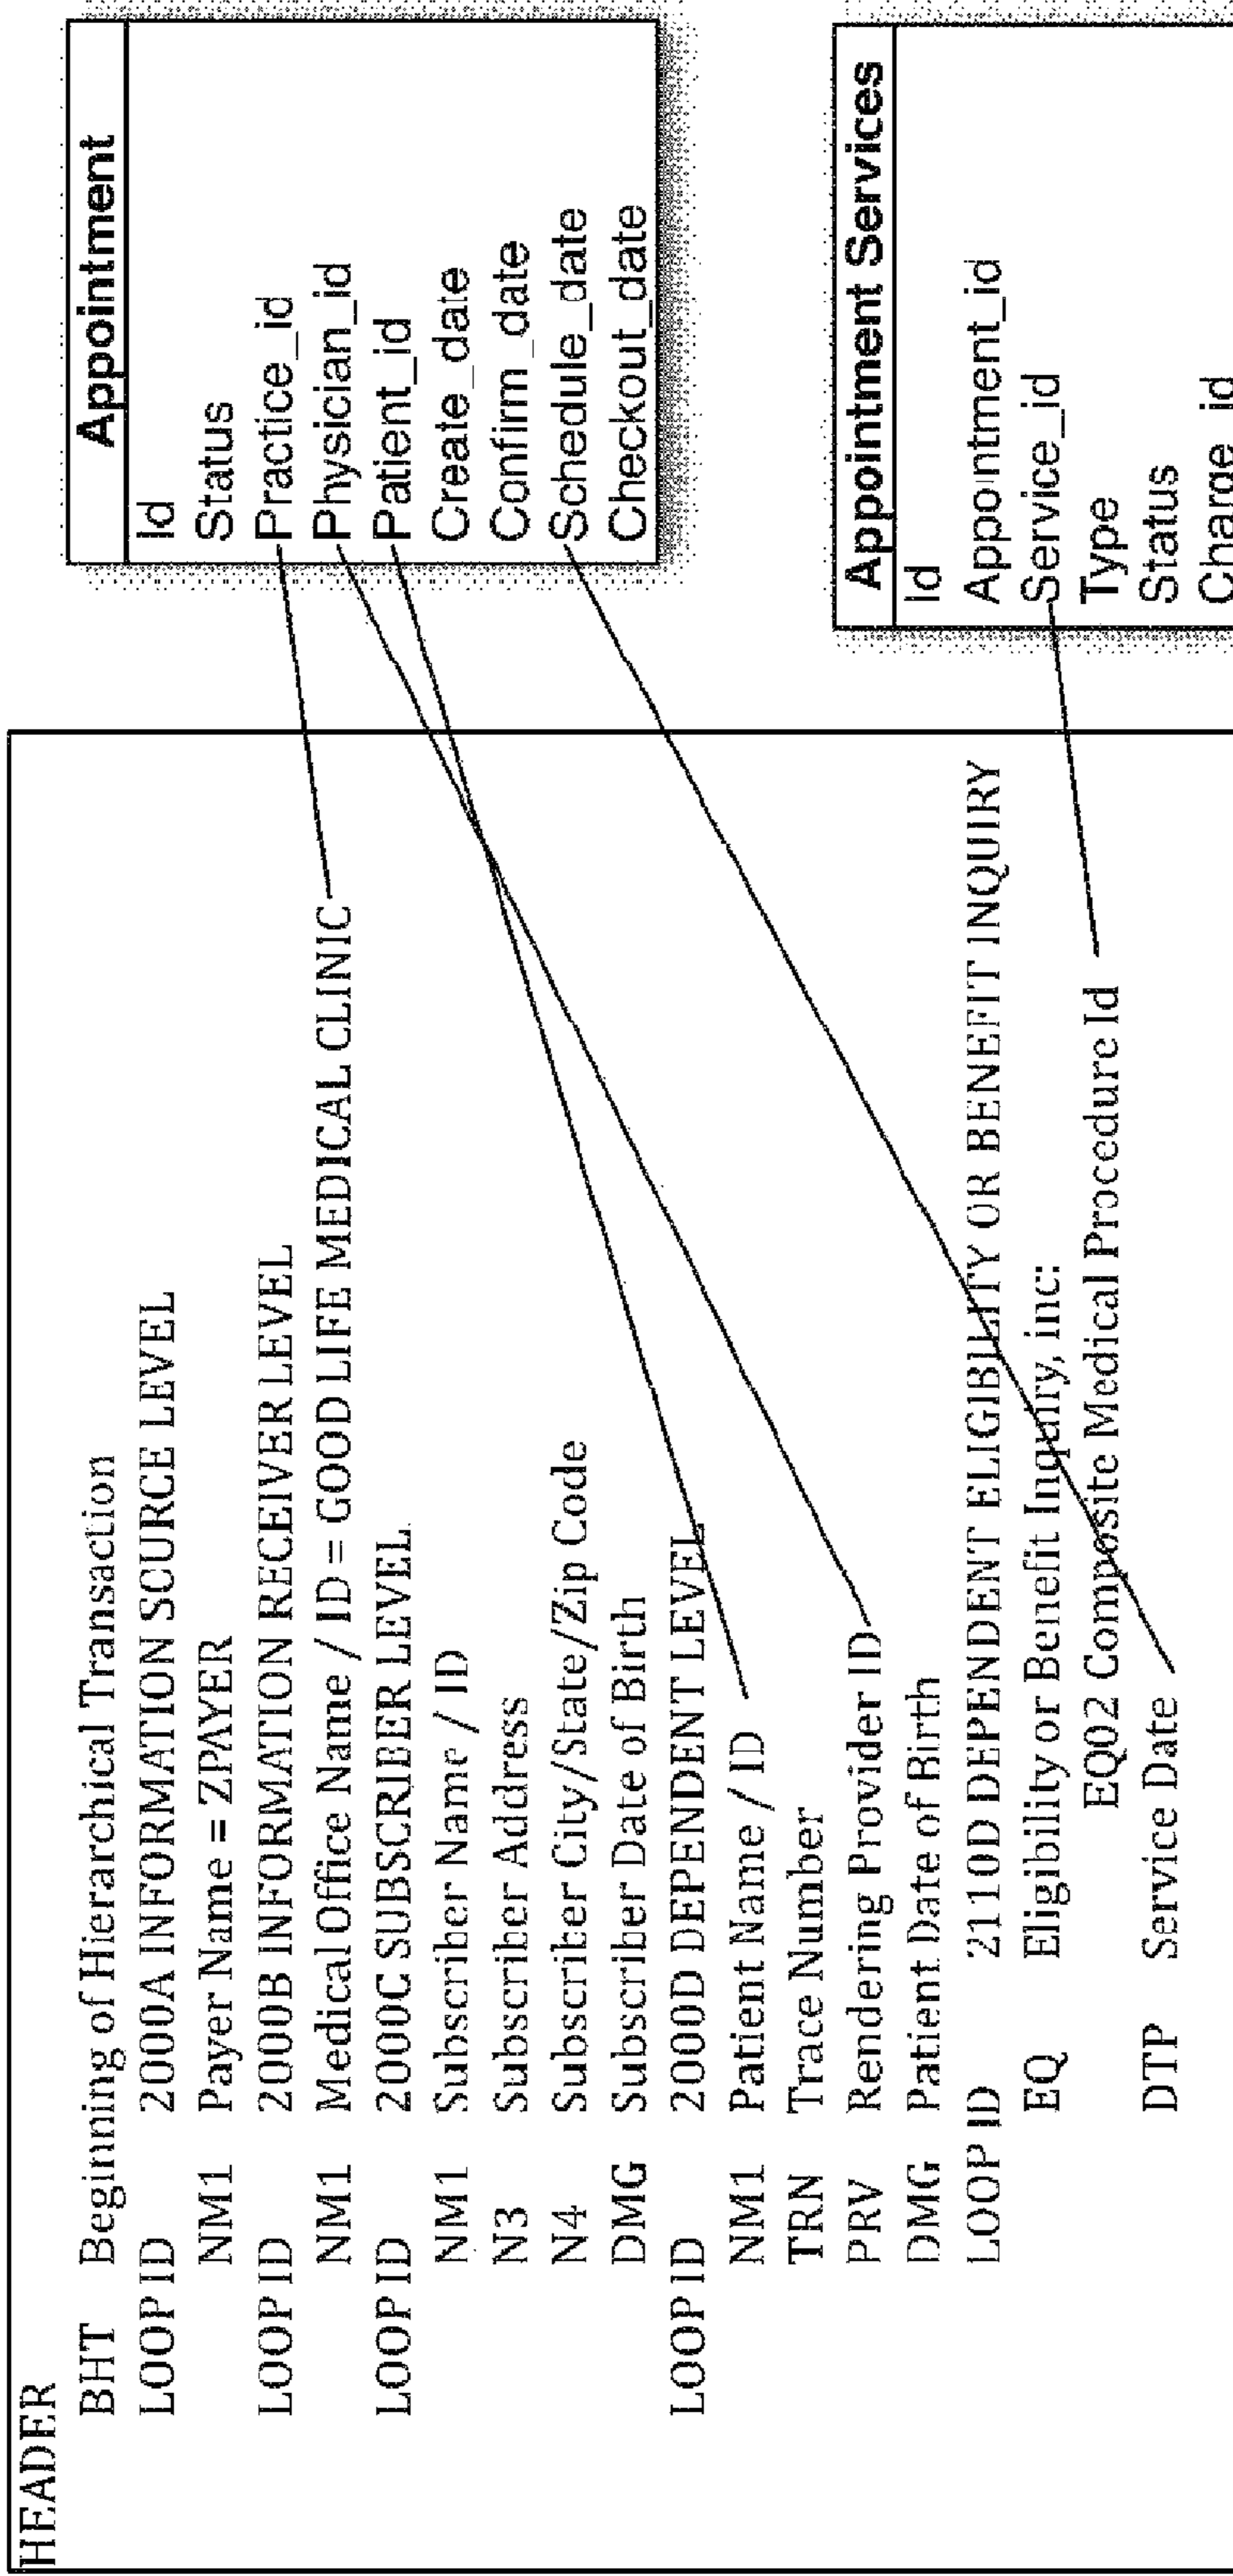 HEADER
BHT Beginning of Hierarchical Transaction
LOOP ID 2000A INFORMATION SCURCE LEVEL
NM1 Payer Name = ZPAYER
LOOP ID 2000B INFORMATION RECEIVER LEVEL
NM1 Medical Office Name / ID = GOOD LIFE MEDICAL CLINIC
LOOP ID 2000C SUBSCRIBER LEVEL
NM1 Subscriber Name / ID
N3 Subscriber Address
N4 Subscriber City/State/Zip Code
DMG Subscriber Date of Birth
LOOP ID 2000D DEPENDENT LEVEL
NM1 Patient Name / ID
TRN Trace Number
PRV Rendering Provider ID
DMG Patient Date of Birth
LOOP ID 2110D DEPENDENT ELIGIBILITY OR BENEFIT INQUIRY
EQ Eligibility or Benefit Inquiry, inc:
EQ02 Composite Medical Procedure Id
DTP Service Date
Appointment
Id
Status
Practice_id
Physician_id
Patient_id
Create_date
Confirm_date
Schedule_date
Checkout_date
Appointment Services
Id
Appointment_id
Service_id
Type
Status
Charge_id